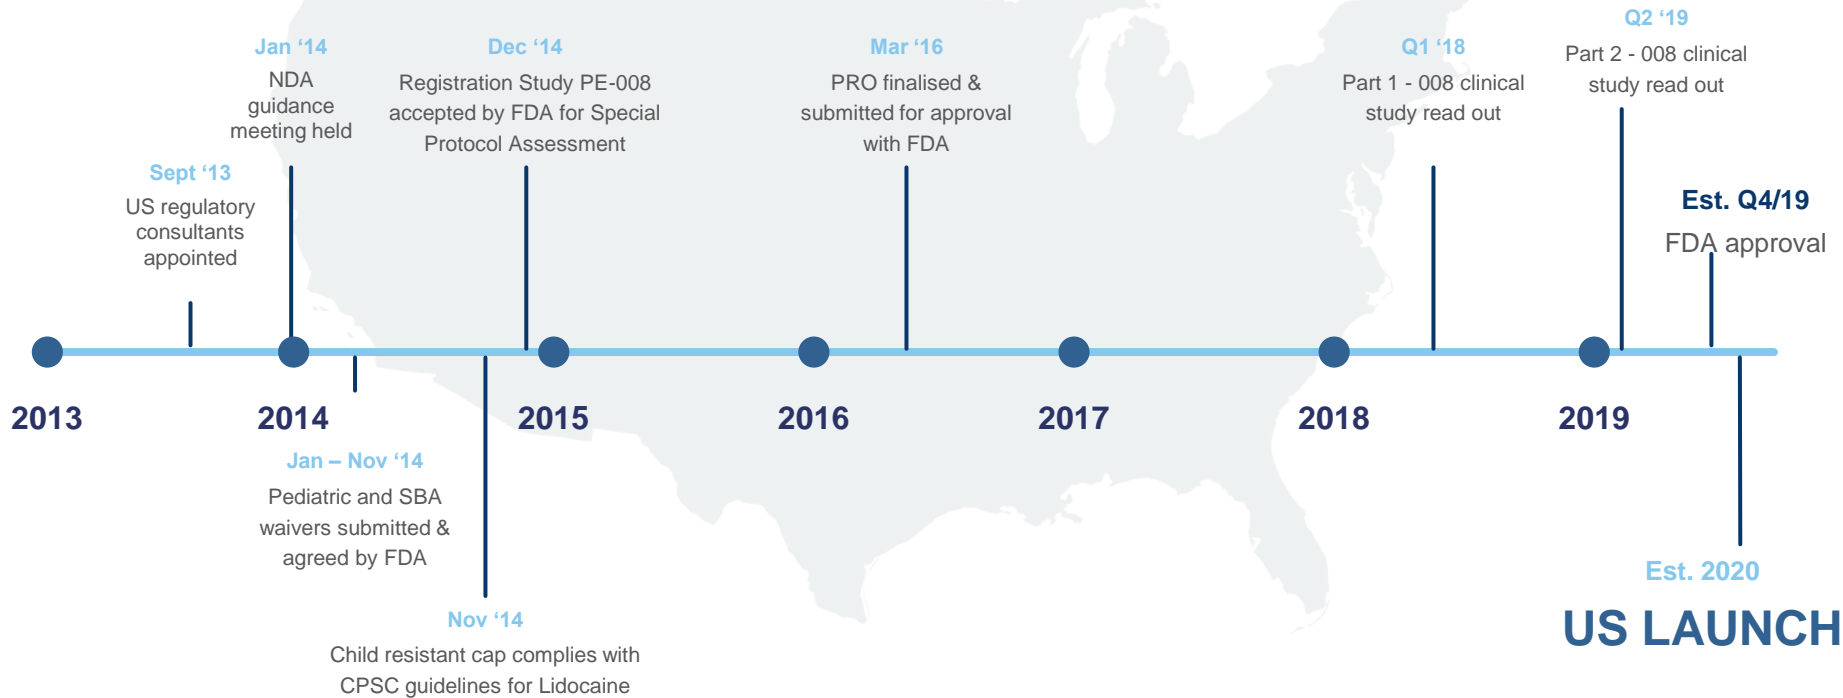 Jan ‘14
NDA
guidance
meeting held
Dec ‘14
Registration Study PE-008
accepted by FDA for Special
Protocol Assessment
Mar ‘16
PRO finalised &
submitted for approval
with FDA
Q1 ‘18
Part 1 - 008 clinical
study read out
Q2 ‘19
Part 2 - 008 clinical
study read out
Sept ‘13
US regulatory
consultants
appointed
Est. Q4/19
FDA approval
2013
2014
2015
2016
2017
2018
2019
Jan – Nov ‘14
Pediatric and SBA
waivers submitted &
agreed by FDA
Nov ‘14
Child resistant cap complies with
CPSC guidelines for Lidocaine
Est. 2020
US LAUNCH